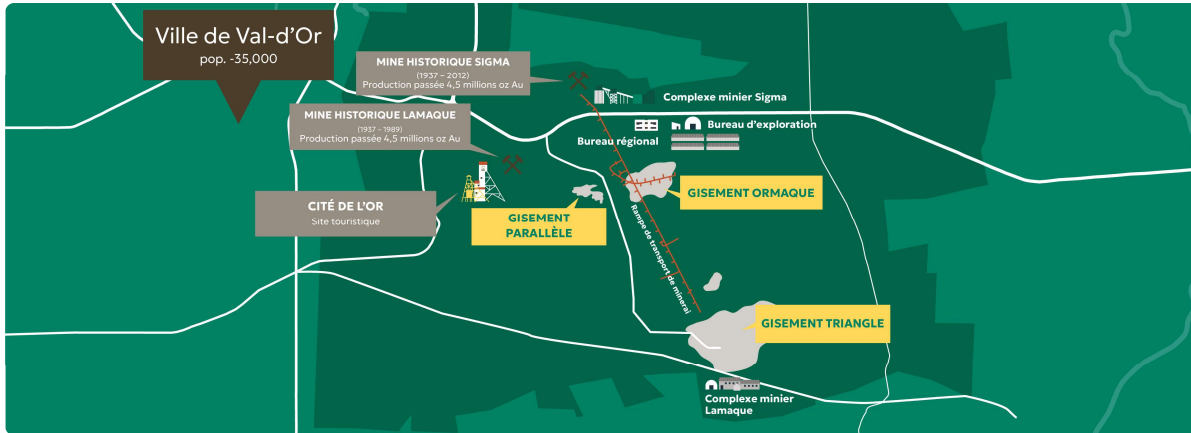 Ville de Val-d'Or
pop. -35,000
MINE HISTORIQUE SIGMA
(1937 – 2012)
Production passée 4,5 millions oz Au
Complexe minier Sigma
MINE HISTORIQUE LAMAQUE
(1937 – 1989)
Production passée 4,5 millions oz Au
Bureau d'exploration
Bureau régional
CITÉ DE L'OR
Site touristique
GISEMENT
PARALLÈLE
GISEMENT ORMAQUE
Rampe de transport de minerai
GISEMENT TRIANGLE
Complexe minier
Lamaque